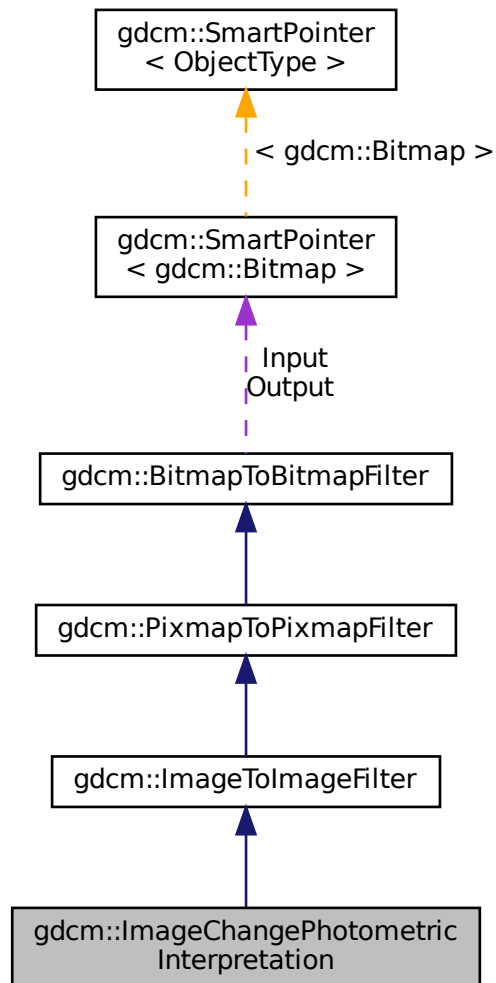 gdcm::SmartPointer
< ObjectType >
< gdcm::Bitmap >
gdcm::SmartPointer
< gdcm::Bitmap >
Input
Output
gdcm::BitmapToBitmapFilter
gdcm::PixmapToPixmapFilter
gdcm::ImageToImageFilter
gdcm::ImageChangePhotometric
Interpretation